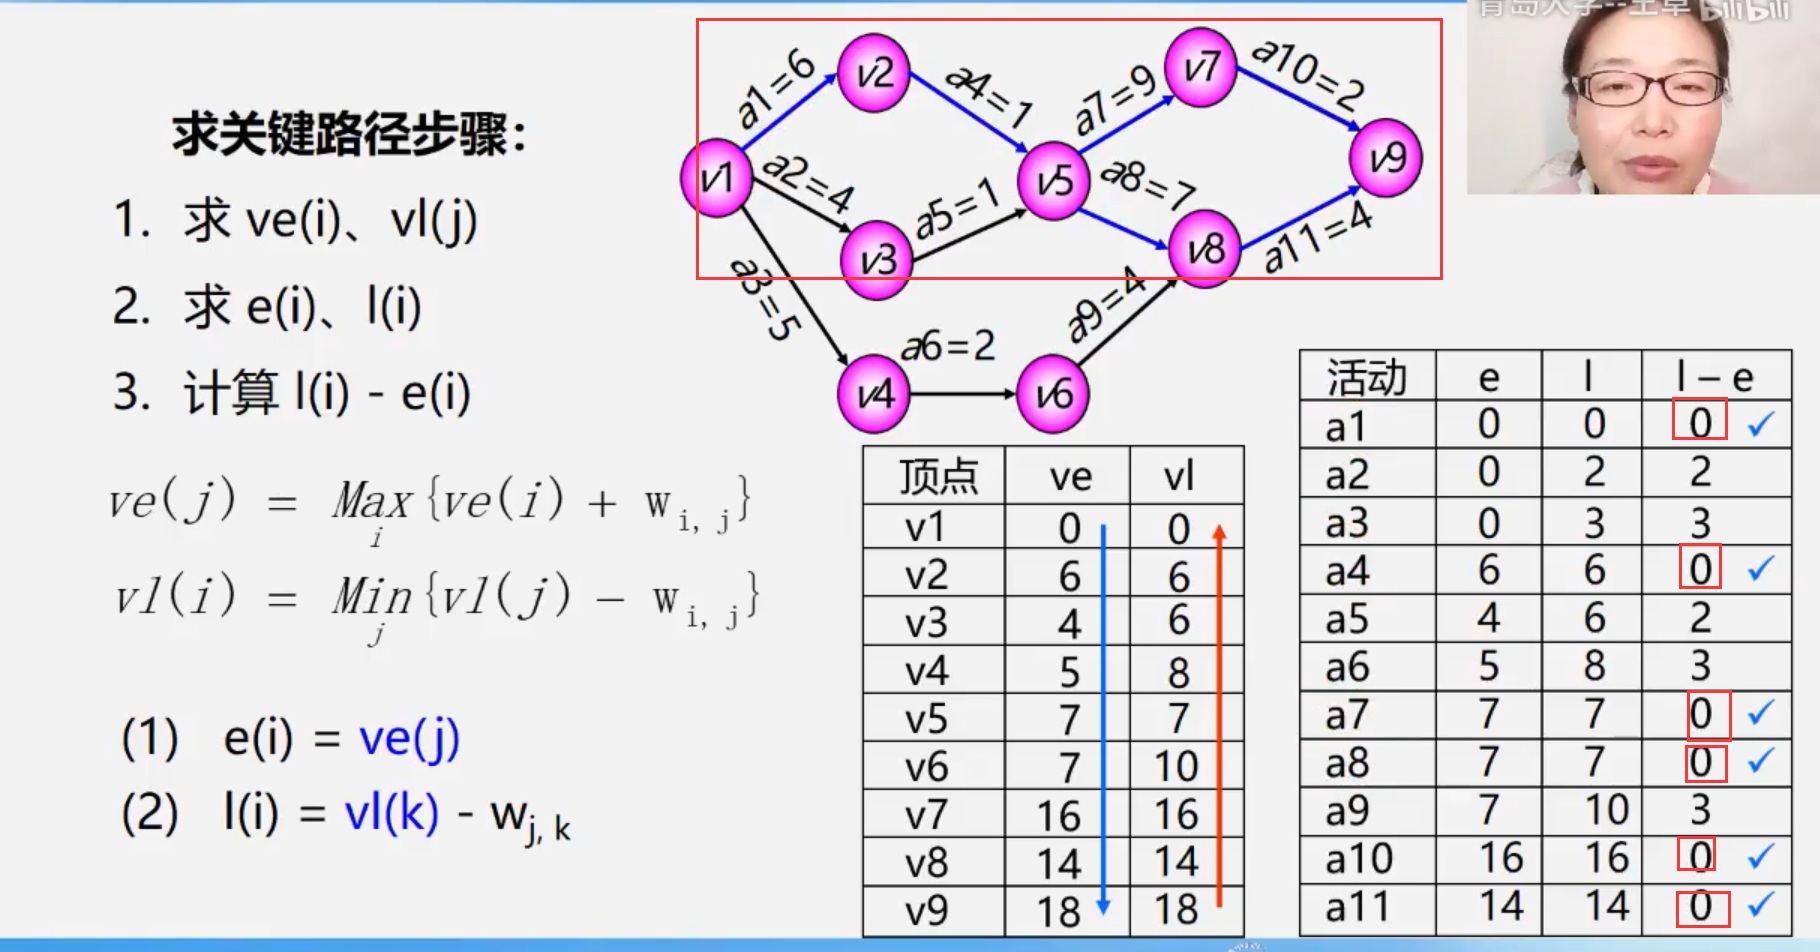 青岛大学--王卓 bilibili
求关键路径步骤：
1. 求 ve(i)、vl(j)
2. 求 e(i)、l(i)
3. 计算 l(i) - e(i)
ve(j) = Max {ve(i) + w i, j}
i
vl(i) = Min {vl(j) − w i, j}
j
(1) e(i) = ve(j)
(2) l(i) = vl(k) - wj, k
v1
v2
v3
v4
v5
v6
v7
v8
v9
a1=6
a2=4
a3=5
a4=1
a5=1
a6=2
a7=9
a8=7
a9=4
a10=2
a11=4
顶点 ve vl
v1 0 0
v2 6 6
v3 4 6
v4 5 8
v5 7 7
v6 7 10
v7 16 16
v8 14 14
v9 18 18
活动 e l l – e
a1 0 0 0 ✓
a2 0 2 2
a3 0 3 3
a4 6 6 0 ✓
a5 4 6 2
a6 5 8 3
a7 7 7 0 ✓
a8 7 7 0 ✓
a9 7 10 3
a10 16 16 0 ✓
a11 14 14 0 ✓